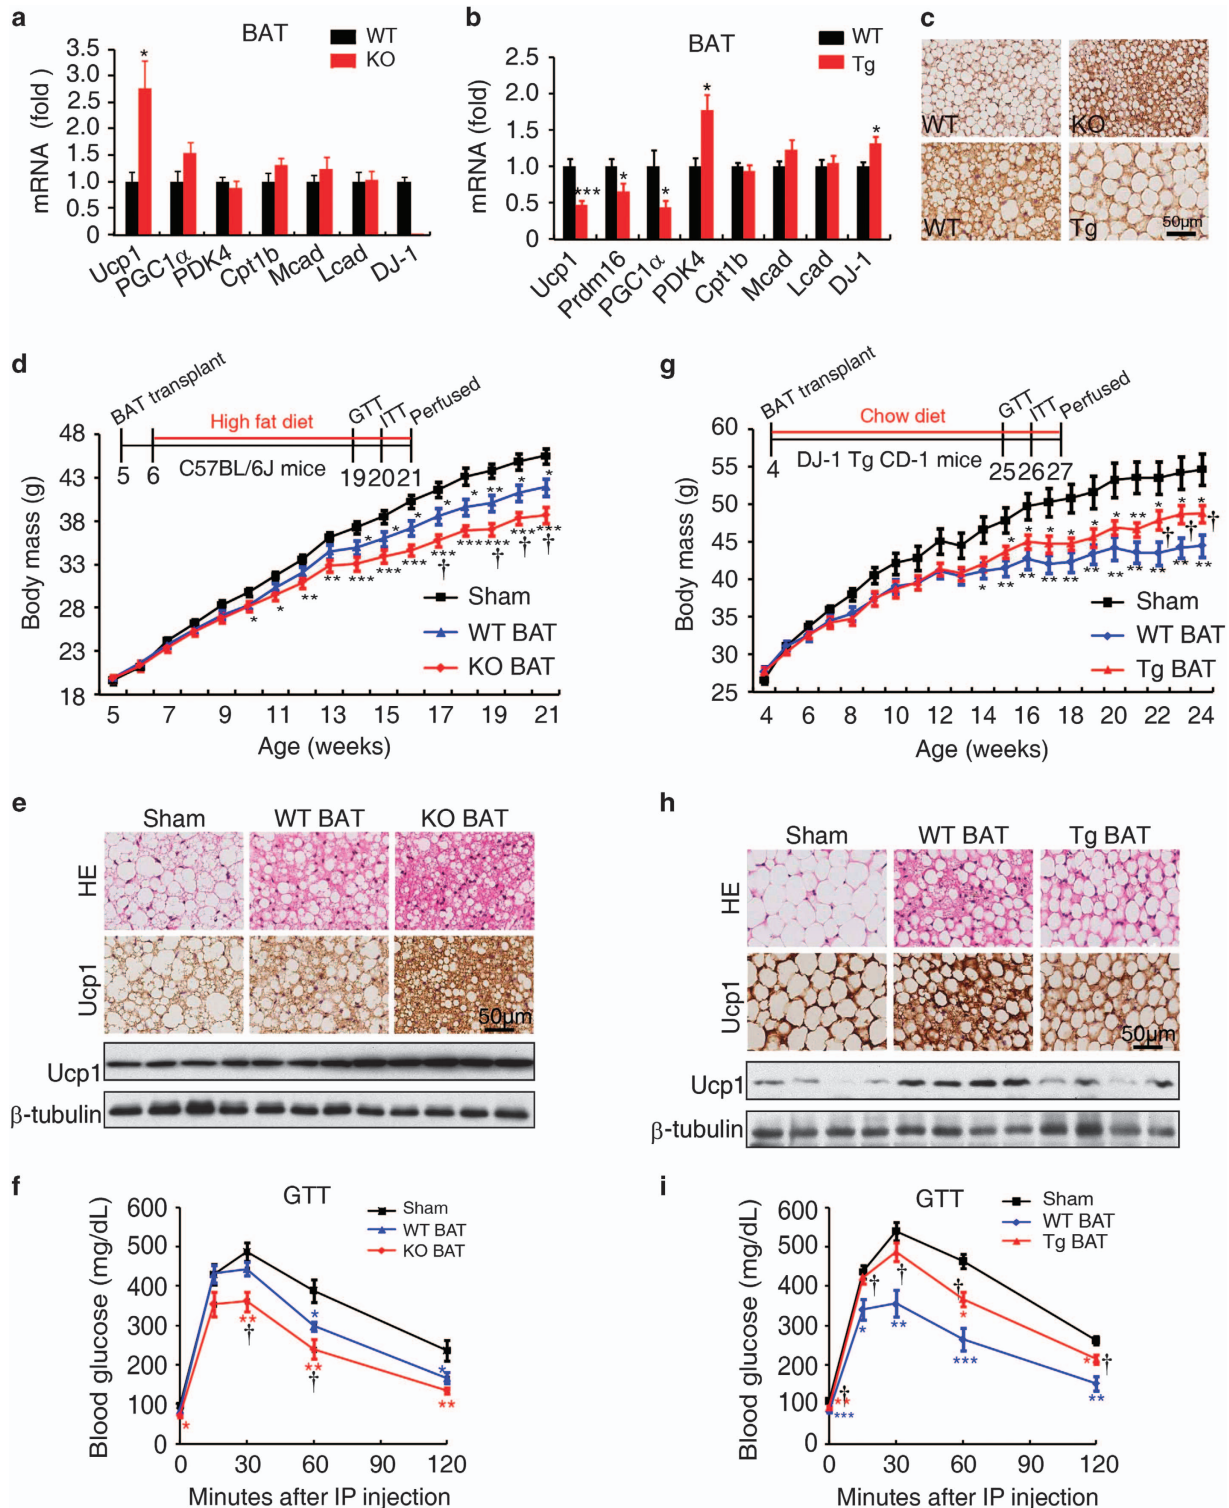 a
BAT
WT
KO
mRNA (fold )
3.5
3.0
2.5
2.0
1.5
1.0
0.5
0
*
Ucp1
PGC1α
PDK4
Cpt1b
Mcad
Lcad
DJ-1
b
BAT
WT
Tg
mRNA (fold)
2.5
2.0
1.5
1.0
0.5
0
***
*
*
*
*
Ucp1
Prdm16
PGC1α
PDK4
Cpt1b
Mcad
Lcad
DJ-1
c
WT
KO
WT
Tg
50μm
d
BAT transplant
GTT
ITT
Perfused
High fat diet
5 6 C57BL/6J mice 19 20 21
Body mass (g)
48
43
38
33
28
23
18
Sham
WT BAT
KO BAT
5 7 9 11 13 15 17 19 21
Age (weeks)
g
BAT transplant
GTT
ITT
Perfused
Chow diet
4 DJ-1 Tg CD-1 mice 25 26 27
Body mass (g)
60
55
50
45
40
35
30
25
Sham
WT BAT
Tg BAT
4 6 8 10 12 14 16 18 20 22 24
Age (weeks)
e
Sham WT BAT KO BAT
HE
Ucp1
50μm
Ucp1
β-tubulin
h
Sham WT BAT Tg BAT
HE
Ucp1
50μm
Ucp1
β-tubulin
f
GTT
Sham
WT BAT
KO BAT
Blood glucose (mg/dL)
600
500
400
300
200
100
0
*
**
†
*
**
†
*
**
0 30 60 90 120
Minutes after IP injection
i
GTT
Sham
WT BAT
Tg BAT
Blood glucose (mg/dL)
600
500
400
300
200
100
0
†
**
***
†
*
†
**
†
*
***
*
†
**
0 30 60 90 120
Minutes after IP injection